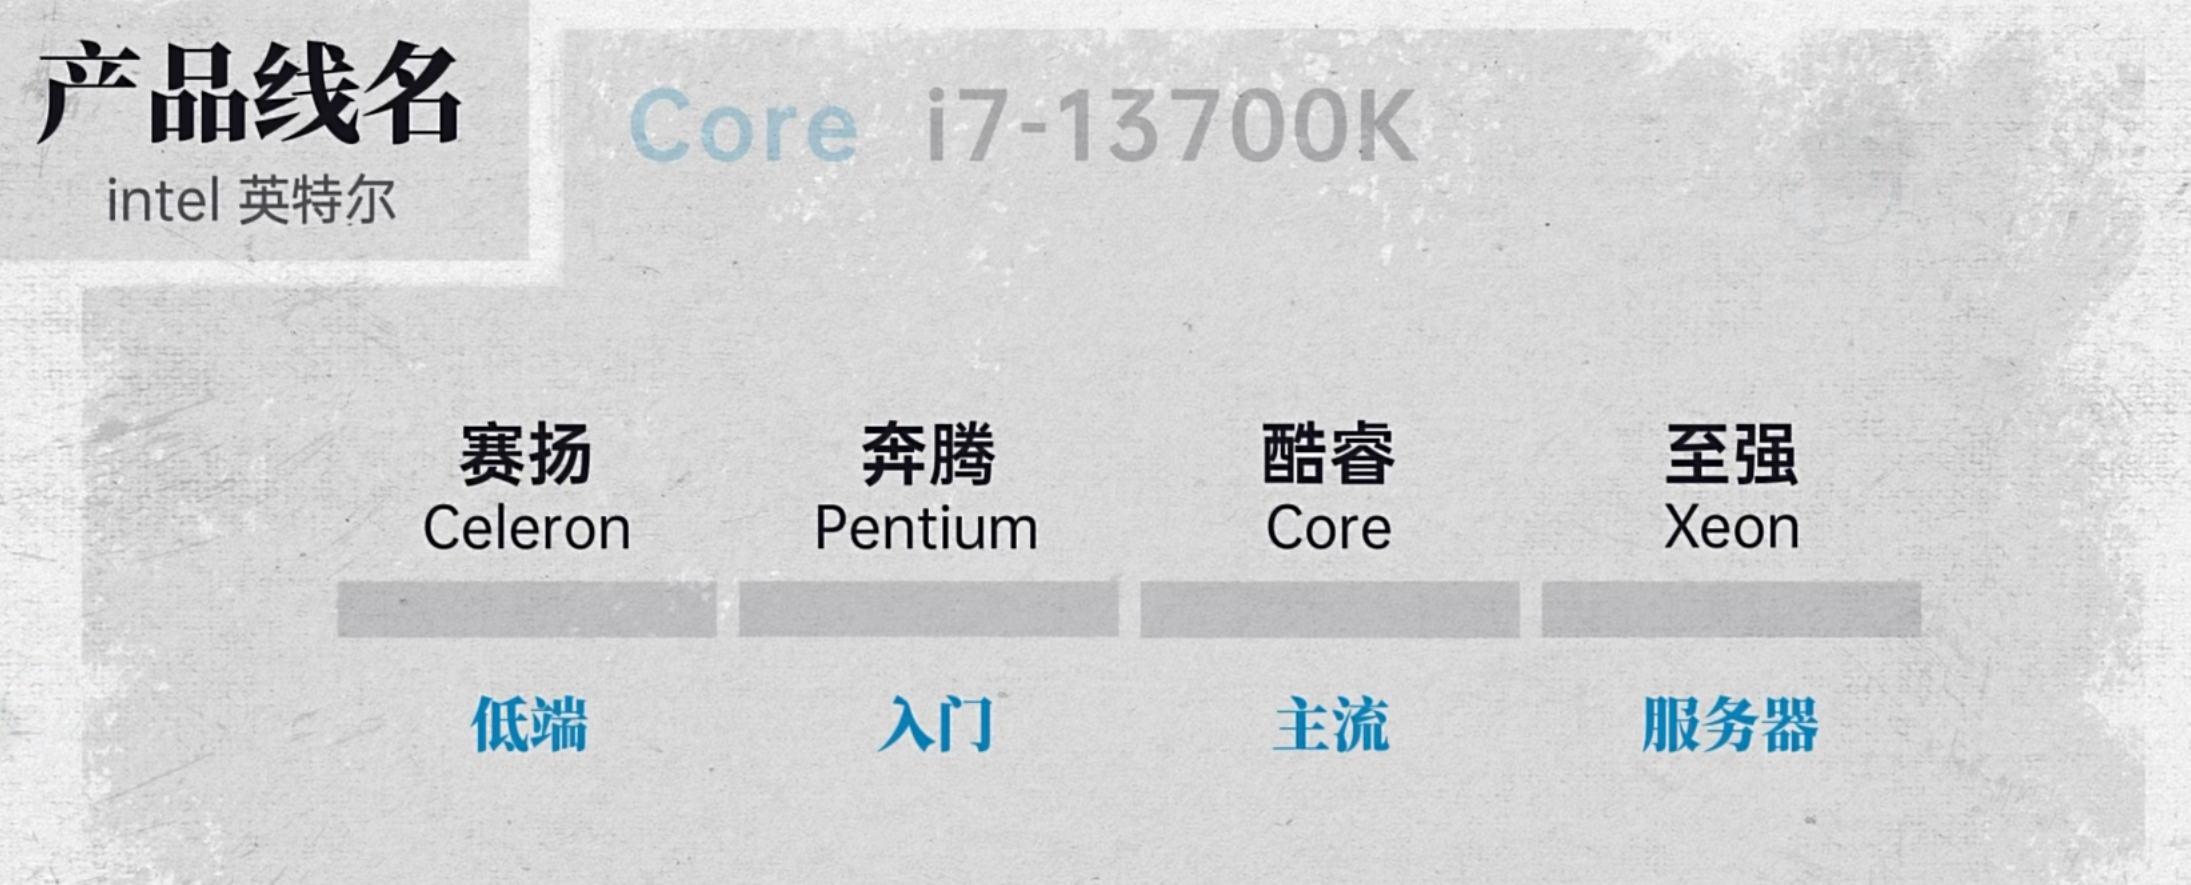 产品线名
intel 英特尔
Core i7-13700K
赛扬 奔腾 酷睿 至强
Celeron Pentium Core Xeon
低端 入门 主流 服务器